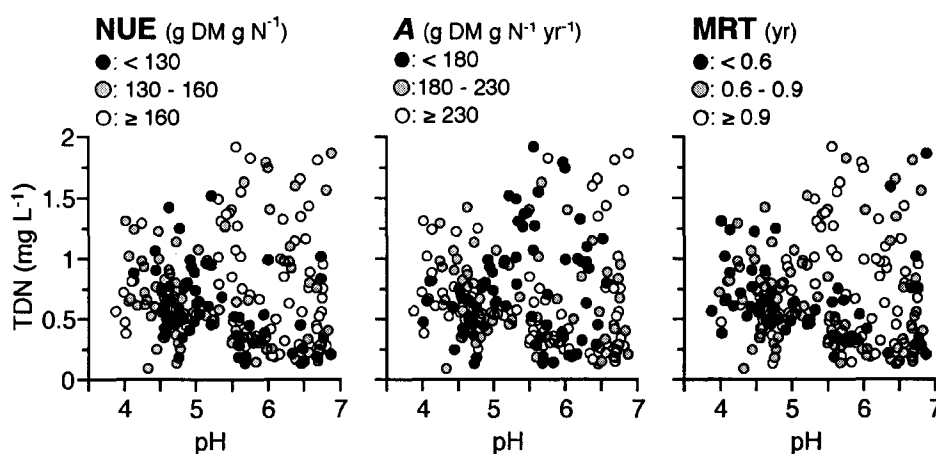 NUE (g DM g N⁻¹)
●: < 130
◍: 130 - 160
○: ≥ 160
A (g DM g N⁻¹ yr⁻¹)
●: < 180
◍:180 - 230
○: ≥ 230
MRT (yr)
●: < 0.6
◍: 0.6 - 0.9
○: ≥ 0.9
TDN (mg L⁻¹)
2
1.5
1
0.5
0
4 5 6 7
pH
4 5 6 7
pH
4 5 6 7
pH